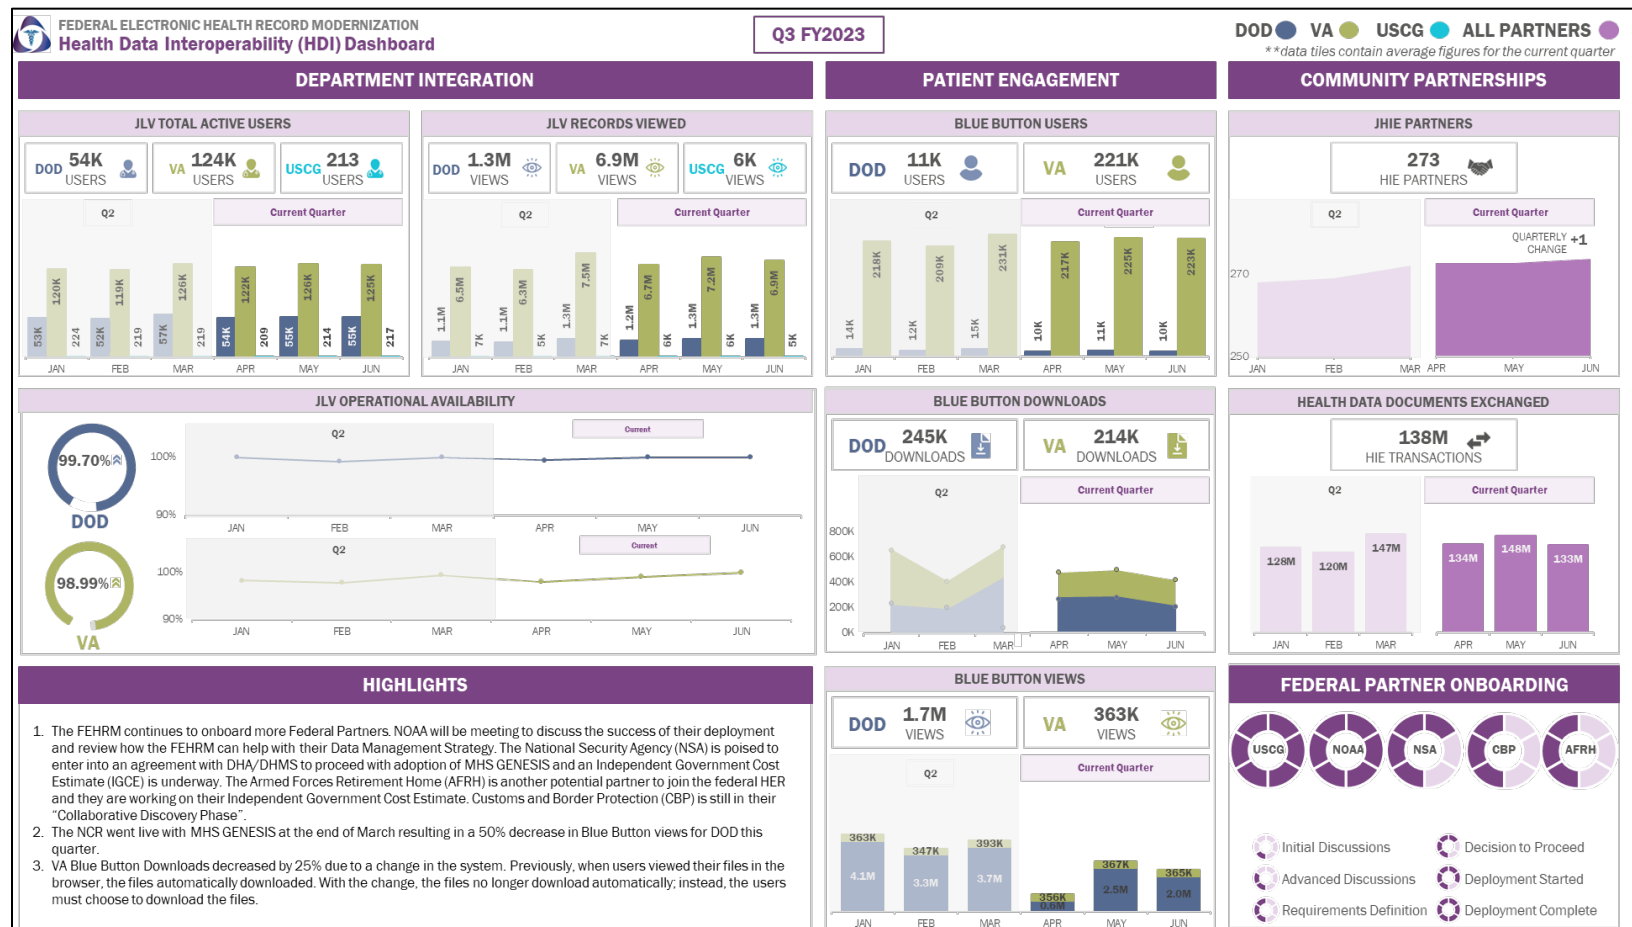 FEDERAL ELECTRONIC HEALTH RECORD MODERNIZATION
Health Data Interoperability (HDI) Dashboard
Q3 FY2023
DOD VA USCG ALL PARTNERS
**data tiles contain average figures for the current quarter
DEPARTMENT INTEGRATION
JLV TOTAL ACTIVE USERS
DOD 54K USERS
VA 124K USERS
USCG 213 USERS
Q2
Current Quarter
53K 120K 224 52K 119K 219 57K 126K 219 54K 122K 209 55K 126K 214 55K 125K 217
JAN FEB MAR APR MAY JUN
JLV RECORDS VIEWED
DOD 1.3M VIEWS
VA 6.9M VIEWS
USCG 6K VIEWS
Q2
Current Quarter
1.1M 6.5M 7K 1.1M 6.3M 5K 1.3M 7.5M 7K 1.2M 6.7M 6K 1.3M 7.2M 6K 1.3M 6.9M 5K
JAN FEB MAR APR MAY JUN
JLV OPERATIONAL AVAILABILITY
99.70%
DOD
Q2
Current
100%
90%
JAN FEB MAR APR MAY JUN
98.99%
VA
Q2
Current
100%
90%
JAN FEB MAR APR MAY JUN
HIGHLIGHTS
1. The FEHRM continues to onboard more Federal Partners. NOAA will be meeting to discuss the success of their deployment
and review how the FEHRM can help with their Data Management Strategy. The National Security Agency (NSA) is poised to
enter into an agreement with DHA/DHMS to proceed with adoption of MHS GENESIS and an Independent Government Cost
Estimate (IGCE) is underway. The Armed Forces Retirement Home (AFRH) is another potential partner to join the federal HER
and they are working on their Independent Government Cost Estimate. Customs and Border Protection (CBP) is still in their
“Collaborative Discovery Phase”.
2. The NCR went live with MHS GENESIS at the end of March resulting in a 50% decrease in Blue Button views for DOD this
quarter.
3. VA Blue Button Downloads decreased by 25% due to a change in the system. Previously, when users viewed their files in the
browser, the files automatically downloaded. With the change, the files no longer download automatically; instead, the users
must choose to download the files.
PATIENT ENGAGEMENT
BLUE BUTTON USERS
DOD 11K USERS
VA 221K USERS
Q2
Current Quarter
14K 218K 12K 209K 15K 231K 10K 217K 11K 225K 10K 223K
JAN FEB MAR APR MAY JUN
BLUE BUTTON DOWNLOADS
DOD 245K DOWNLOADS
VA 214K DOWNLOADS
Q2
Current Quarter
800K
600K
400K
200K
0K
JAN FEB MAR APR MAY JUN
BLUE BUTTON VIEWS
DOD 1.7M VIEWS
VA 363K VIEWS
Q2
Current Quarter
363K 347K 393K 356K 367K 365K
4.1M 3.3M 3.7M 0.6M 2.5M 2.0M
JAN FEB MAR APR MAY JUN
COMMUNITY PARTNERSHIPS
JHIE PARTNERS
273
HIE PARTNERS
Q2
Current Quarter
QUARTERLY CHANGE +1
270
250
JAN FEB MAR APR MAY JUN
HEALTH DATA DOCUMENTS EXCHANGED
138M
HIE TRANSACTIONS
Q2
Current Quarter
128M 120M 147M 134M 148M 133M
JAN FEB MAR APR MAY JUN
FEDERAL PARTNER ONBOARDING
USCG NOAA NSA CBP AFRH
Initial Discussions Decision to Proceed
Advanced Discussions Deployment Started
Requirements Definition Deployment Complete